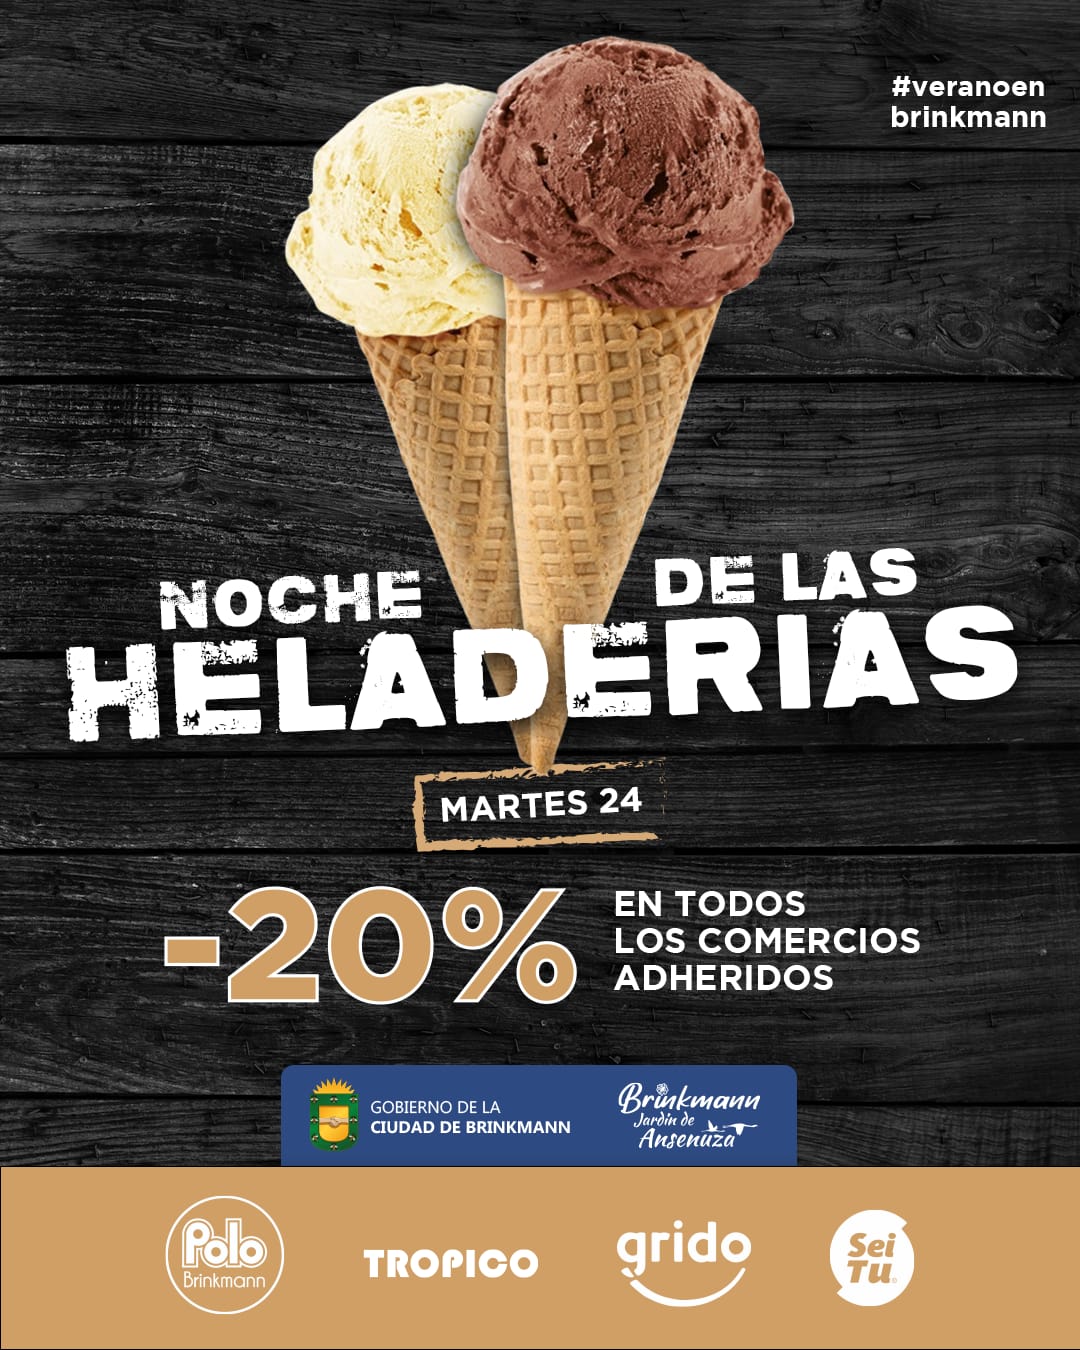 #veranoen
brinkmann
NOCHE DE LAS
HELADERIAS
MARTES 24
-20%
EN TODOS
LOS COMERCIOS
ADHERIDOS
GOBIERNO DE LA
CIUDAD DE BRINKMANN
Brinkmann
Jardín de
Ansenuza
Polo
Brinkmann
TROPICO
grido
Sei
Tu